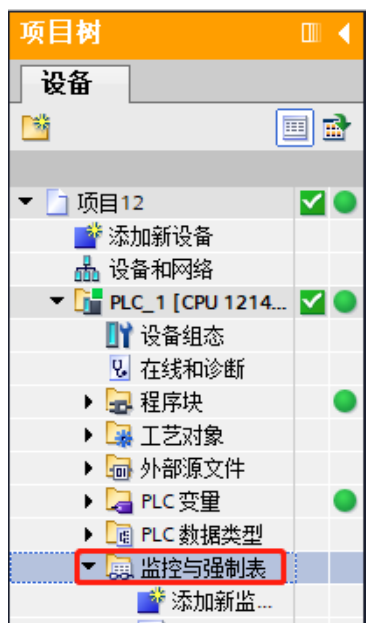 项目树
设备
项目12
添加新设备
设备和网络
PLC_1 [CPU 1214...
设备组态
在线和诊断
程序块
工艺对象
外部源文件
PLC 变量
PLC 数据类型
监控与强制表
添加新监...